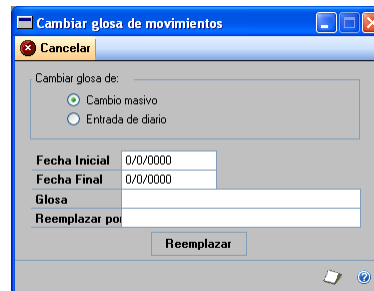 Cambiar glosa de movimientos
Cancelar
Cambiar glosa de:
Cambio masivo
Entrada de diario
Fecha Inicial 0/0/0000
Fecha Final 0/0/0000
Glosa
Reemplazar por
Reemplazar